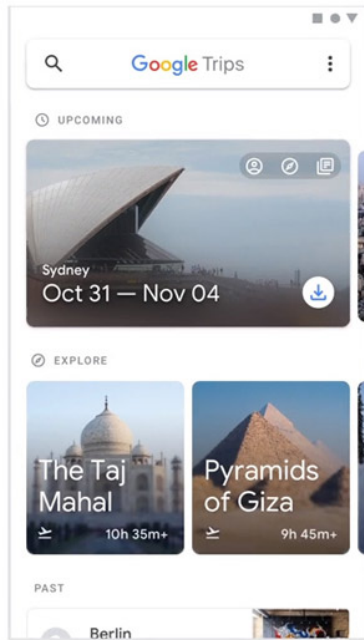 Google Trips
UPCOMING
Sydney
Oct 31 — Nov 04
EXPLORE
The Taj
Mahal
10h 35m+
Pyramids
of Giza
9h 45m+
PAST
Berlin